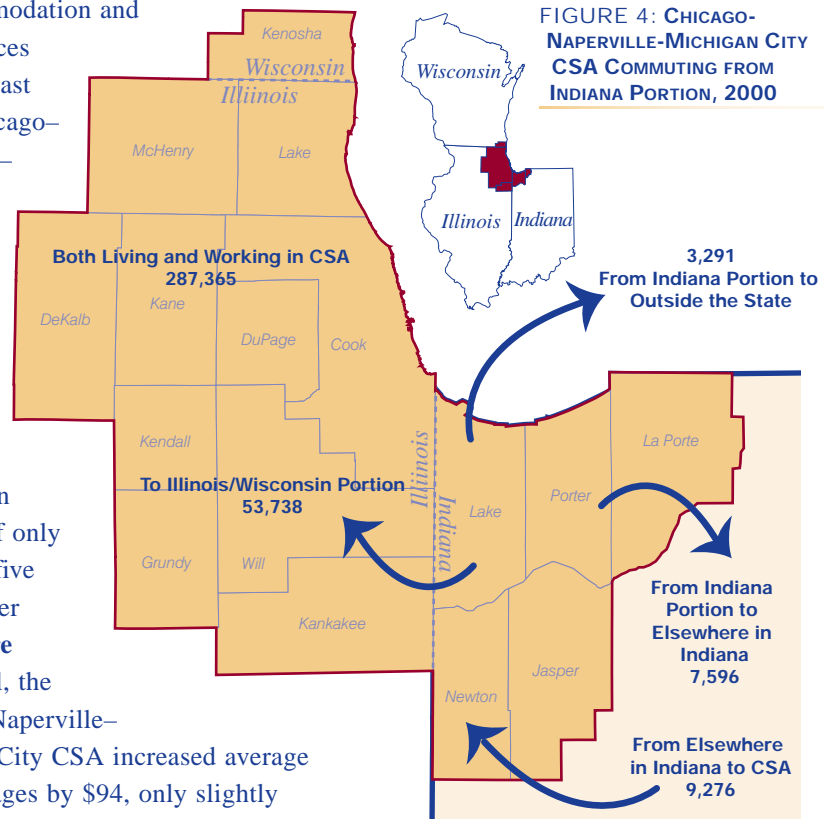 modation and
ces
ast
cago–
–
n
f only
five
er
re
l, the
Naperville–
City CSA increased average
ages by $94, only slightly
FIGURE 4: CHICAGO-
NAPERVILLE-MICHIGAN CITY
CSA COMMUTING FROM
INDIANA PORTION, 2000
Wisconsin
Illinois
Indiana
Kenosha
Wisconsin
Illiinois
McHenry
Lake
Both Living and Working in CSA
287,365
DeKalb
Kane
DuPage
Cook
3,291
From Indiana Portion to
Outside the State
Kendall
To Illinois/Wisconsin Portion
53,738
Grundy
Will
Kankakee
Illiinois
Indiana
Lake
Porter
La Porte
Newton
Jasper
From Indiana
Portion to
Elsewhere in
Indiana
7,596
From Elsewhere
in Indiana to CSA
9,276